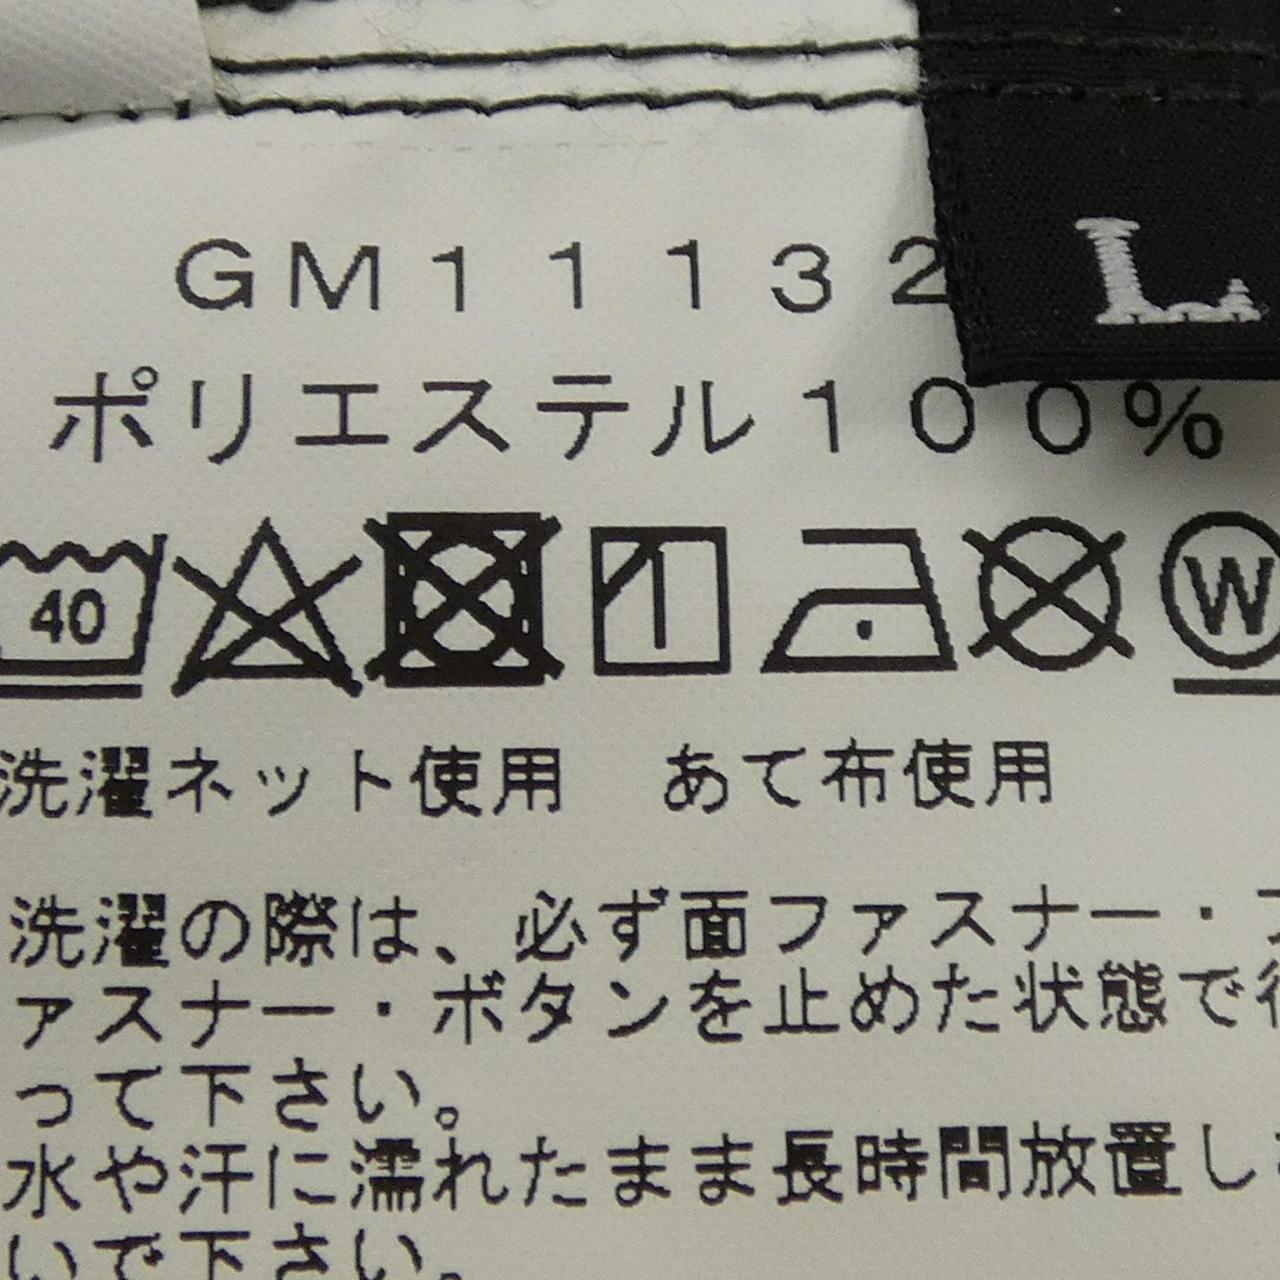 GM11132
L
ポリエステル100%
40
W
洗濯ネット使用 あて布使用
洗濯の際は、必ず面ファスナー・フ
ァスナー・ボタンを止めた状態で行
って下さい。
水や汗に濡れたまま長時間放置し
いで下さい。